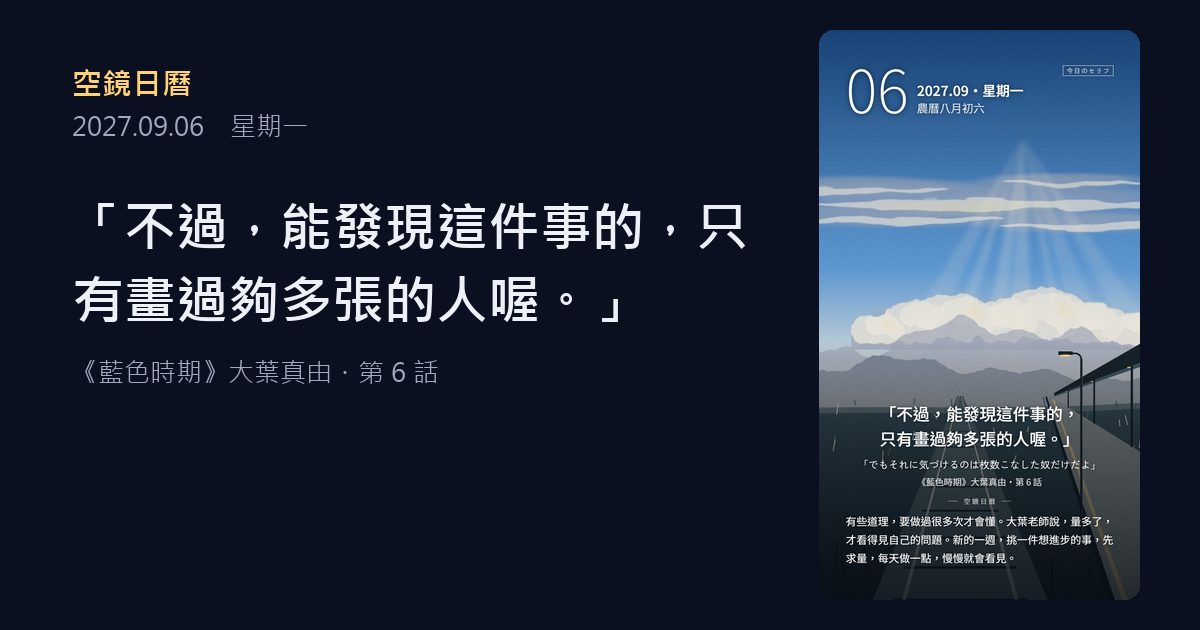 空鏡日曆
2027.09.06 星期一
「不過，能發現這件事的，只
有畫過夠多張的人喔。」
《藍色時期》大葉真由・第 6 話
今日のセリフ
06
2027.09・星期一
農曆八月初六
「不過，能發現這件事的，
只有畫過夠多張的人喔。」
「でもそれに気づけるのは枚数こなした奴だけだよ」
《藍色時期》大葉真由・第 6 話
— 空鏡日曆 —
有些道理，要做過很多次才會懂。大葉老師說，量多了，
才看得見自己的問題。新的一週，挑一件想進步的事，先
求量，每天做一點，慢慢就會看見。